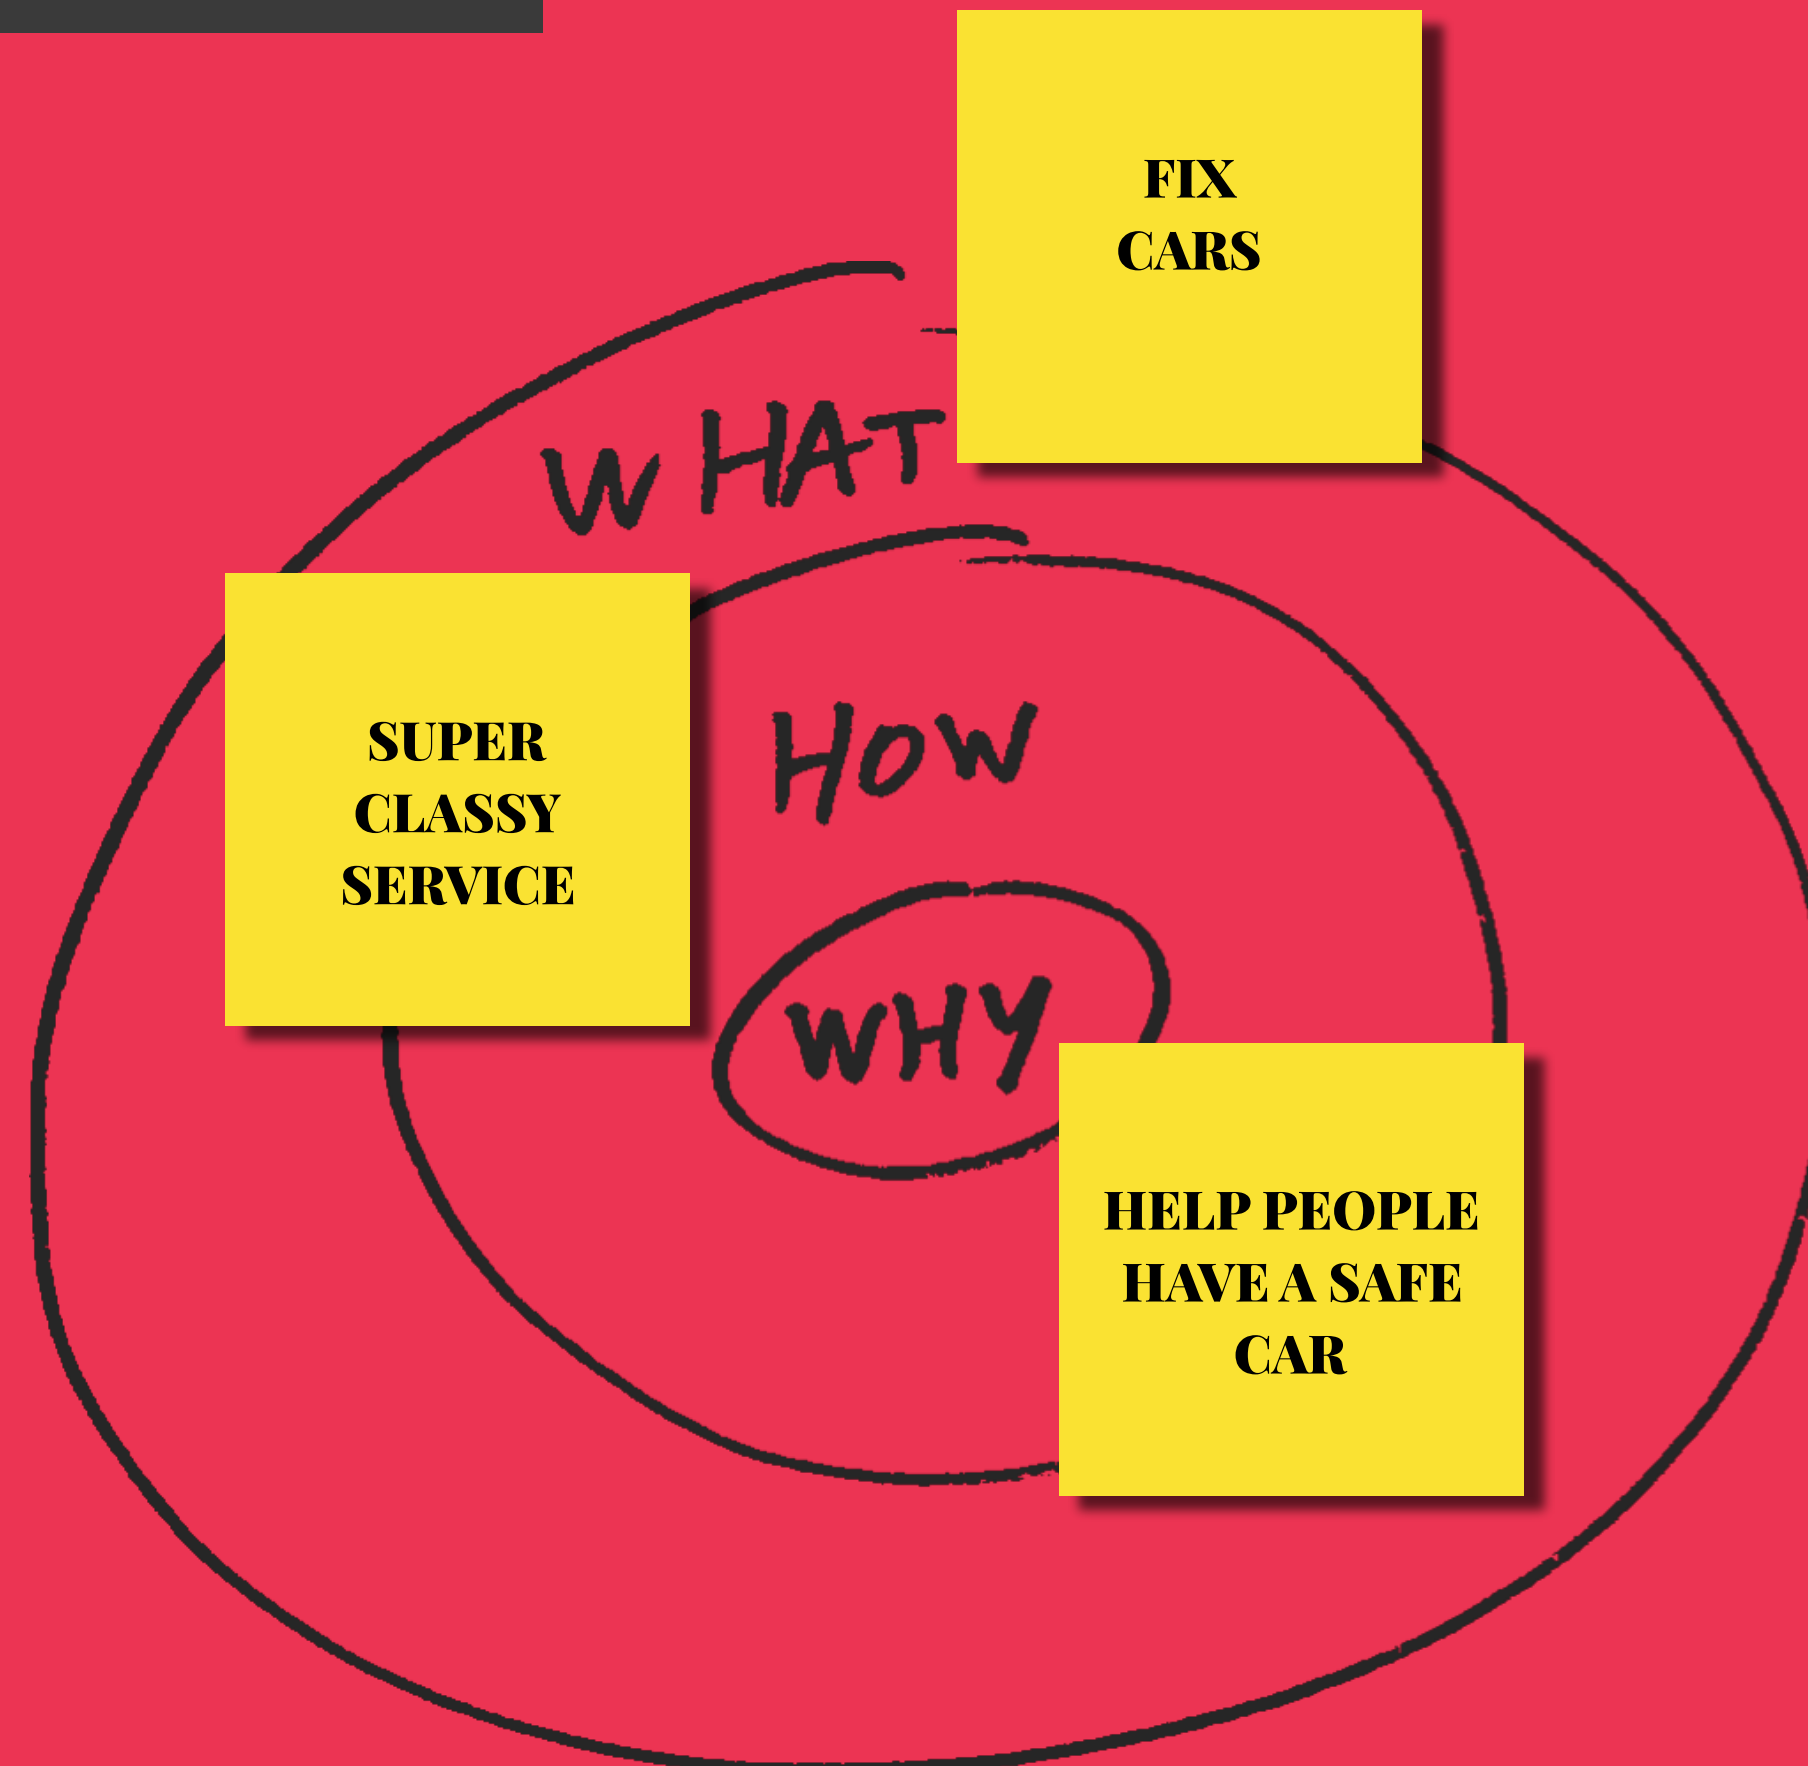 FIX
CARS
WHAT
SUPER
CLASSY
SERVICE
HOW
WHY
HELP PEOPLE
HAVE A SAFE
CAR